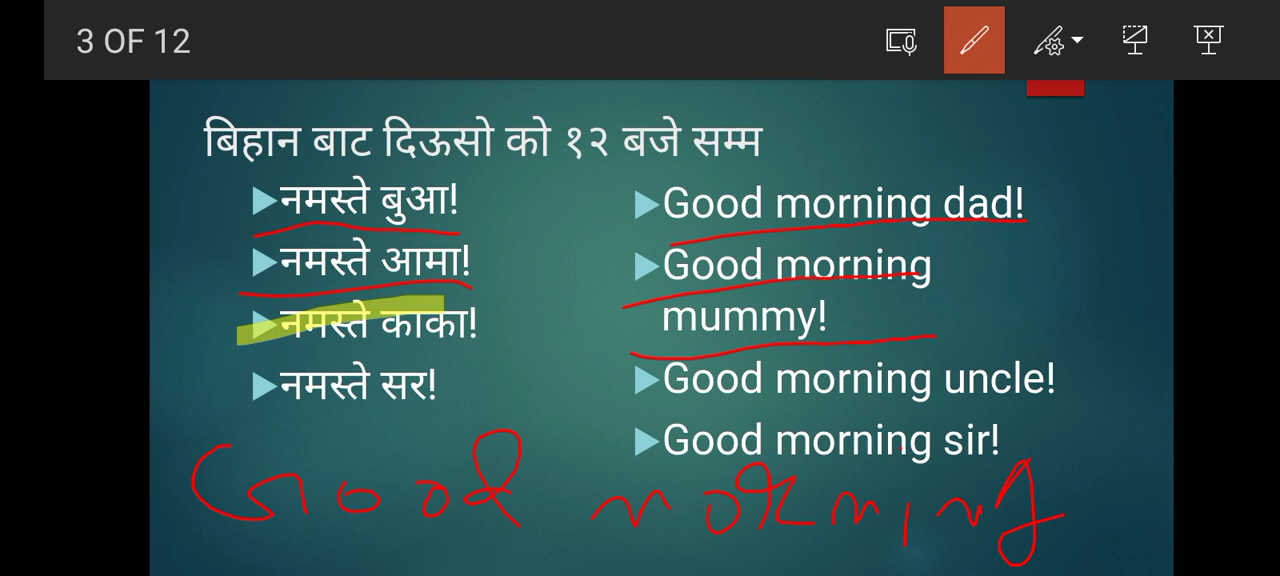 3 OF 12
बिहान बाट दिऊसो को १२ बजे सम्म
नमस्ते बुआ!
नमस्ते आमा!
नमस्ते काका!
नमस्ते सर!
Good morning dad!
Good morning
mummy!
Good morning uncle!
Good morning sir!
Good morning